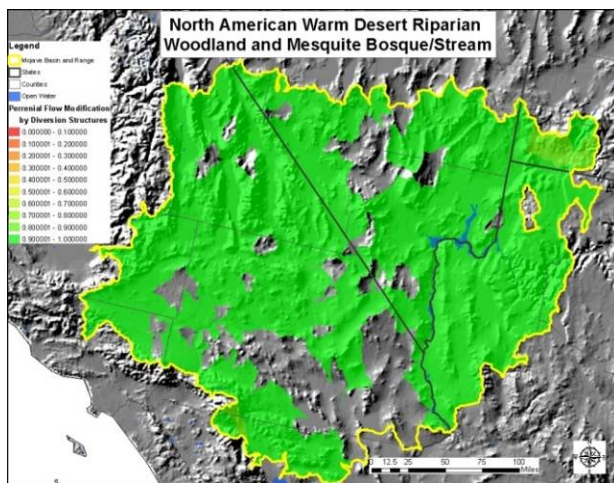 North American Warm Desert Riparian
Woodland and Mesquite Bosque/Stream
Legend
Mojave Basin and Range
States
Counties
Open Water
Perrenial Flow Modification
by Diversion Structures
0.000000 - 0.100000
0.100001 - 0.200000
0.200001 - 0.300000
0.300001 - 0.400000
0.400001 - 0.500000
0.500001 - 0.600000
0.600001 - 0.700000
0.700001 - 0.800000
0.800001 - 0.900000
0.900001 - 1.000000
0 12.5 25 50 75 100
Miles